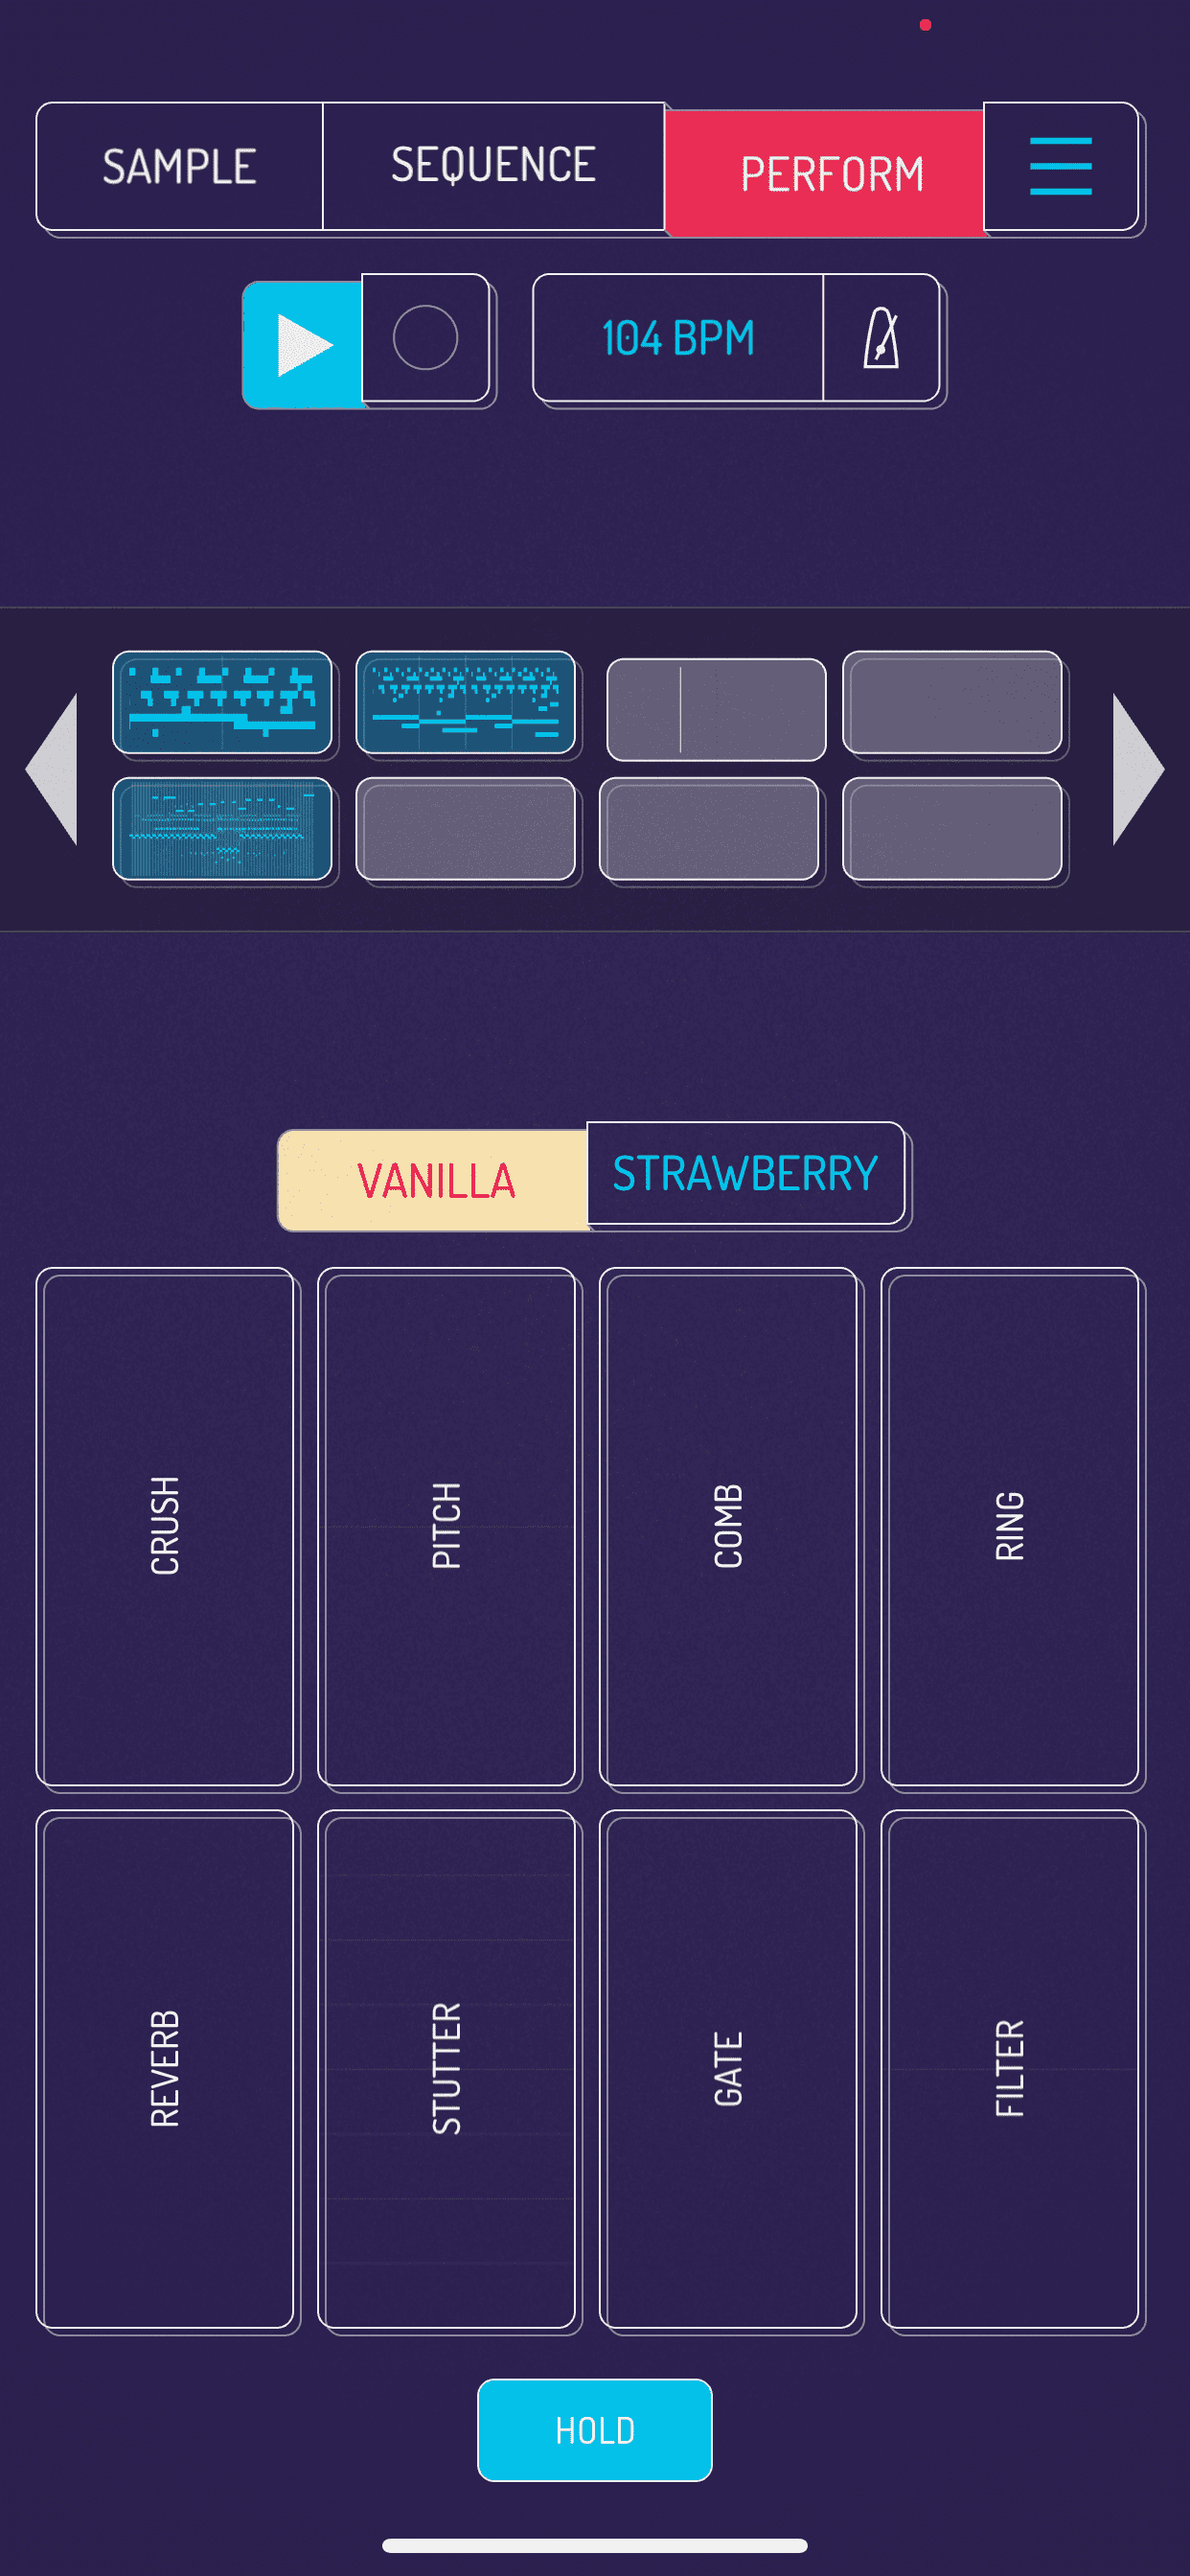 SAMPLE SEQUENCE PERFORM
104 BPM
VANILLA STRAWBERRY
CRUSH PITCH COMB RING
REVERB STUTTER GATE FILTER
HOLD